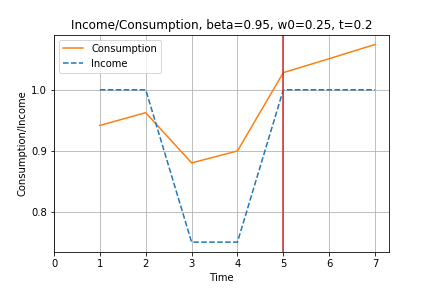 Income/Consumption, beta=0.95, w0=0.25, t=0.2
Consumption
Income
Consumption/Income
1.0
0.9
0.8
0 1 2 3 4 5 6 7
Time